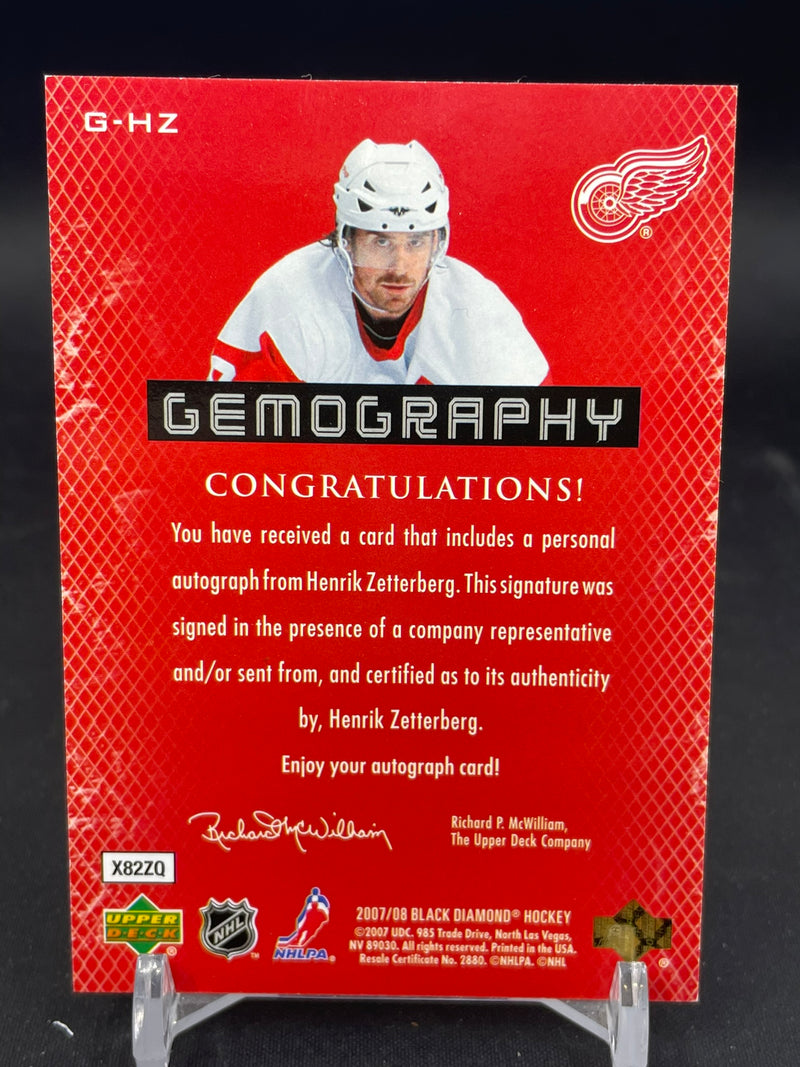 G-HZ
®
GEMOGRAPHY
CONGRATULATIONS!
You have received a card that includes a personal
autograph from Henrik Zetterberg. This signature was
signed in the presence of a company representative
and/or sent from, and certified as to its authenticity
by, Henrik Zetterberg.
Enjoy your autograph card!
Richard McWilliam
Richard P. McWilliam,
The Upper Deck Company
X82ZQ
UPPER
D·E·C·K
®
NHL
™
NHLPA®
2007/08 BLACK DIAMOND® HOCKEY
©2007 UDC. 985 Trade Drive, North Las Vegas,
NV 89030. All rights reserved. Printed in the USA.
Resale Certificate No. 2880. ©NHLPA. ©NHL
®